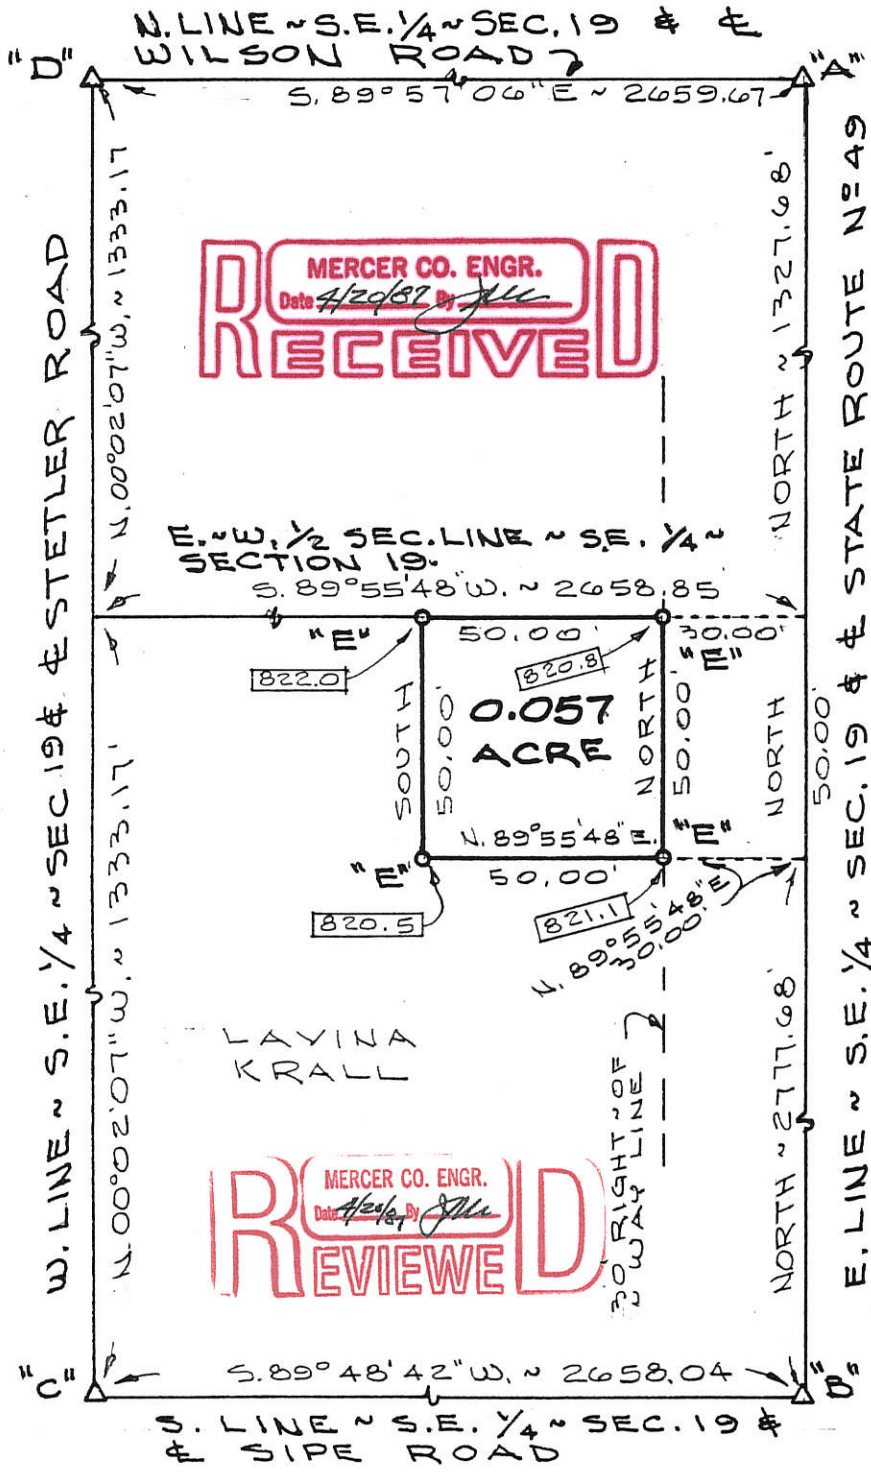 N. LINE ~ S.E. 1/4 ~ SEC. 19 & ℄
WILSON ROAD
"D"
"A"
S. 89° 57' 06" E ~ 2659.67
N. 00°02'07" W. ~ 1333.17
NORTH ~ 1327.68'
W. LINE ~ S.E. 1/4 ~ SEC 19 & ℄ STETLER ROAD
E. LINE ~ S.E. 1/4 ~ SEC. 19 & ℄ STATE ROUTE Nº 49
MERCER CO. ENGR.
Date 4/20/87 By
RECEIVED
E. ~ W. 1/2 SEC. LINE ~ S.E. 1/4 ~
SECTION 19.
S. 89° 55' 48" W. ~ 2658.85
"E"
50.00'
30.00'
"E"
822.0
820.8
SOUTH
50.00'
0.057
ACRE
NORTH
50.00'
NORTH
50.00'
N. 89° 55' 48" E.
"E"
"E"
50.00'
820.5
821.1
N. 89° 55' 48" E
30.00'
N. 00°02'07" W. ~ 1333.17'
LAVINA
KRALL
30' RIGHT ~ OF
~ WAY LINE
NORTH ~ 2777.68'
MERCER CO. ENGR.
Date 4/20/87 By
REVIEWED
"C"
S. 89° 48' 42" W. ~ 2658.04
"B"
S. LINE ~ S.E. 1/4 ~ SEC. 19 &
℄ SIPE ROAD